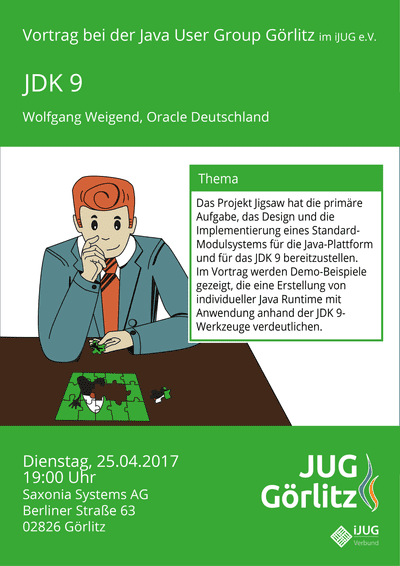 Vortrag bei der Java User Group Görlitz im iJUG e.V.
JDK 9
Wolfgang Weigend, Oracle Deutschland
Thema
Das Projekt Jigsaw hat die primäre
Aufgabe, das Design und die
Implementierung eines Standard-
Modulsystems für die Java-Plattform
und für das JDK 9 bereitzustellen.
Im Vortrag werden Demo-Beispiele
gezeigt, die eine Erstellung von
individueller Java Runtime mit
Anwendung anhand der JDK 9-
Werkzeuge verdeutlichen.
Dienstag, 25.04.2017
19:00 Uhr
Saxonia Systems AG
Berliner Straße 63
02826 Görlitz
JUG
Görlitz
iJUG
Verbund